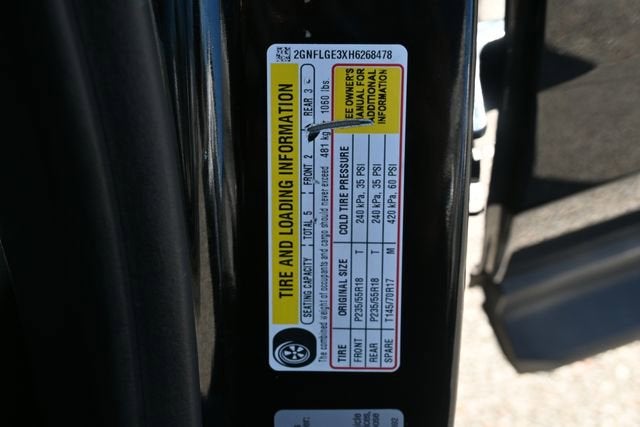 2GNFLGE3XH6268478
TIRE AND LOADING INFORMATION
SEATING CAPACITY TOTAL 5 FRONT 2 REAR 3
The combined weight of occupants and cargo should never exceed 481 kg 1060 lbs.
TIRE ORIGINAL SIZE COLD TIRE PRESSURE
FRONT P235/55R18 T 240 kPa, 35 PSI
REAR P235/55R18 T 240 kPa, 35 PSI
SPARE T145/70R17 M 420 kPa, 60 PSI
SEE OWNER'S
MANUAL FOR
ADDITIONAL
INFORMATION